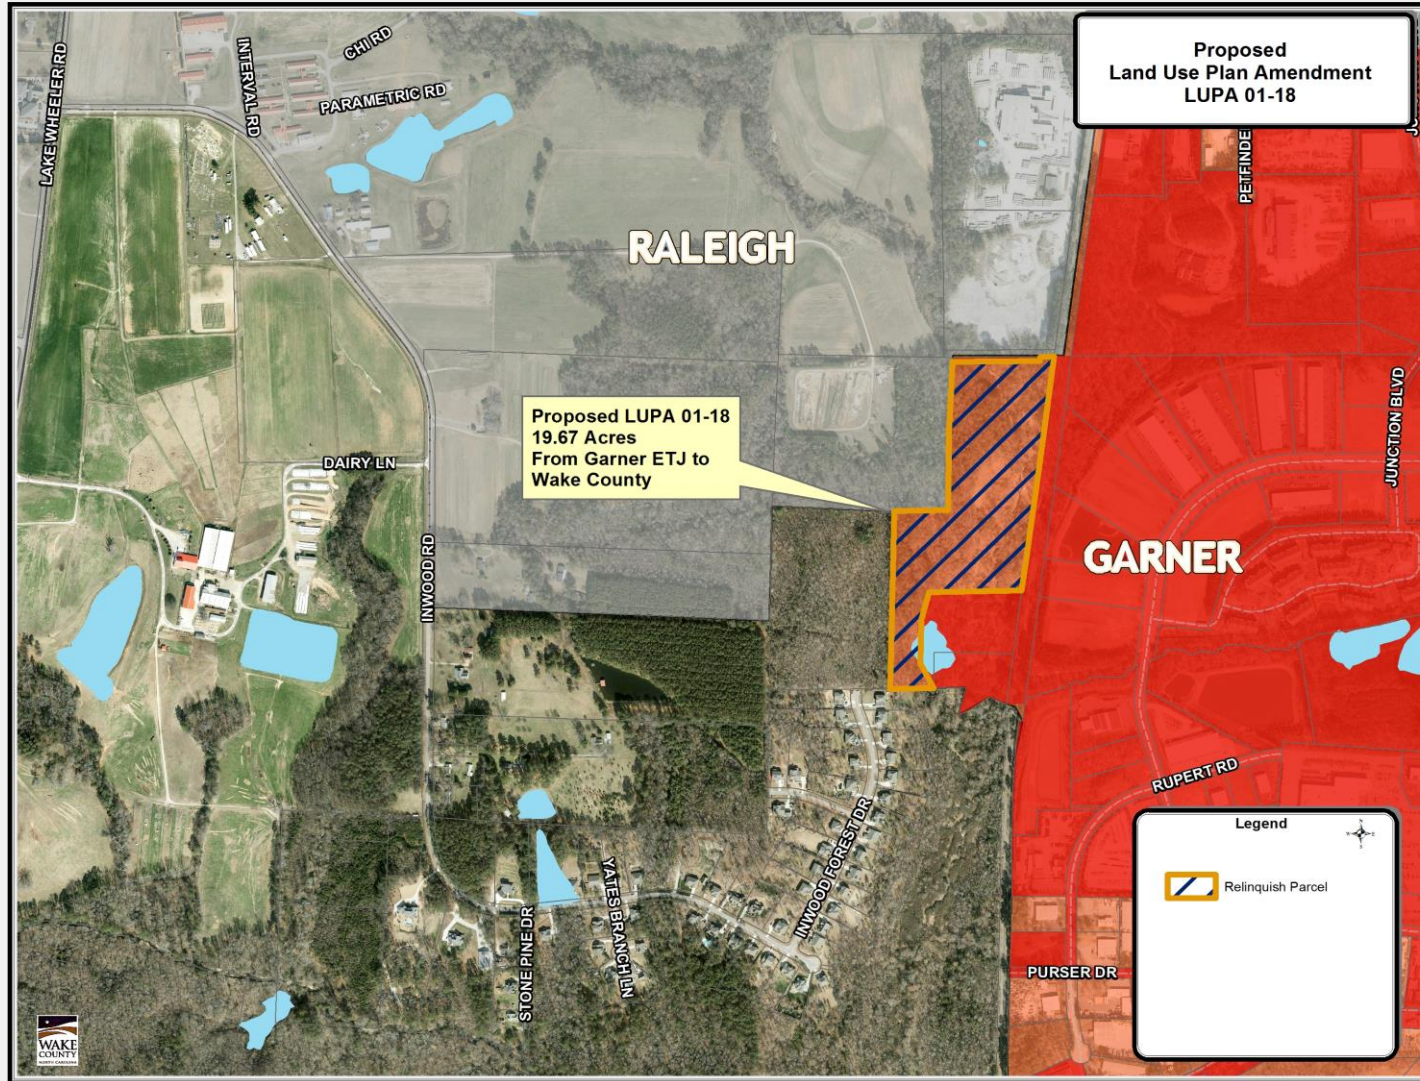 Proposed
Land Use Plan Amendment
LUPA 01-18
LAKE WHEELER RD
INTERVAL RD
CHI RD
PARAMETRIC RD
RALEIGH
Proposed LUPA 01-18
19.67 Acres
From Garner ETJ to
Wake County
DAIRY LN
INWOOD RD
GARNER
JUNCTION BLVD
RUPERT RD
INWOOD FOREST DR
YATES BRANCH LN
STONE PINE DR
PURSER DR
Legend
Relinquish Parcel
WAKE
COUNTY
NORTH CAROLINA